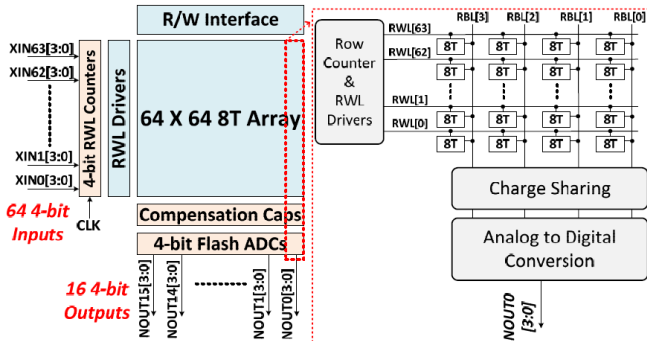 R/W Interface
XIN63[3:0]
XIN62[3:0]
XIN1[3:0]
XIN0[3:0]
4-bit RWL Counters
RWL Drivers
64 X 64 8T Array
CLK
64 4-bit
Inputs
Compensation Caps
4-bit Flash ADCs
16 4-bit
Outputs
NOUT15[3:0]
NOUT14[3:0]
NOUT1[3:0]
NOUT0[3:0]
Row
Counter
&
RWL
Drivers
RBL[3] RBL[2] RBL[1] RBL[0]
RWL[63]
8T 8T 8T 8T
RWL[62]
8T 8T 8T 8T
RWL[1]
8T 8T 8T 8T
RWL[0]
8T 8T 8T 8T
Charge Sharing
Analog to Digital
Conversion
NOUT0
[3:0]